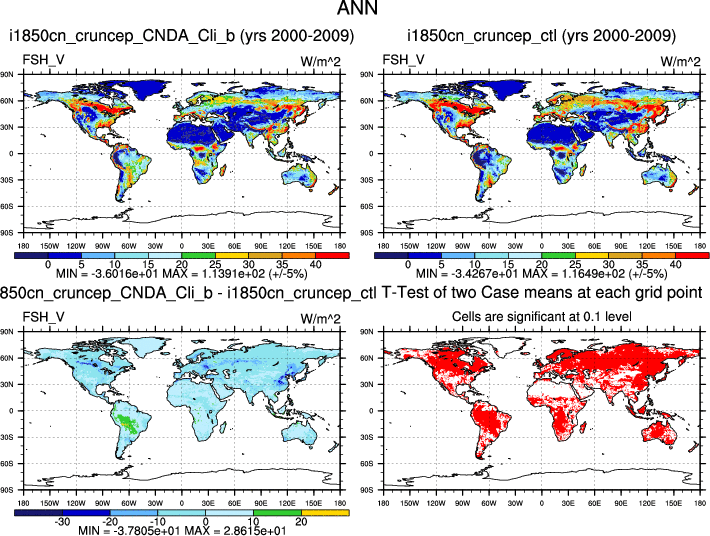 ANN
i1850cn_cruncep_CNDA_Cli_b (yrs 2000-2009)
i1850cn_cruncep_ctl (yrs 2000-2009)
FSH_V W/m^2
FSH_V W/m^2
90N
60N
30N
0
30S
60S
90S
180 150W 120W 90W 60W 30W 0 30E 60E 90E 120E 150E 180
0 5 10 15 20 25 30 35 40
MIN = -3.6016e+01 MAX = 1.1391e+02 (+/-5%)
90N
60N
30N
0
30S
60S
90S
180 150W 120W 90W 60W 30W 0 30E 60E 90E 120E 150E 180
0 5 10 15 20 25 30 35 40
MIN = -3.4267e+01 MAX = 1.1649e+02 (+/-5%)
850cn_cruncep_CNDA_Cli_b - i1850cn_cruncep_ctl
T-Test of two Case means at each grid point
FSH_V W/m^2
Cells are significant at 0.1 level
90N
60N
30N
0
30S
60S
90S
180 150W 120W 90W 60W 30W 0 30E 60E 90E 120E 150E 180
-30 -20 -10 0 10 20
MIN = -3.7805e+01 MAX = 2.8615e+01
90N
60N
30N
0
30S
60S
90S
180 150W 120W 90W 60W 30W 0 30E 60E 90E 120E 150E 180